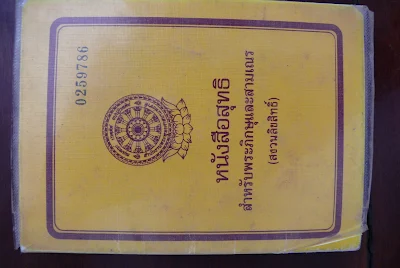 0259786
หนังสือสุทธิ
สำหรับพระภิกษุและสามเณร
(สงวนลิขสิทธิ์)